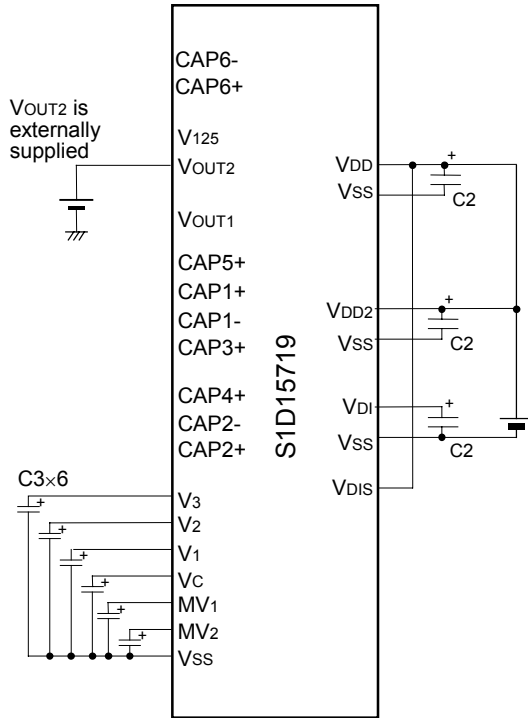 CAP6-
CAP6+
VOUT2 is
externally
supplied
V125
VOUT2
VOUT1
CAP5+
CAP1+
CAP1-
CAP3+
CAP4+
CAP2-
CAP2+
C3×6
V3
V2
V1
VC
MV1
MV2
VSS
S1D15719
VDD
+
VSS
C2
VDD2
+
VSS
C2
VDI
+
VSS
C2
VDIS
+
+
+
+
+
+